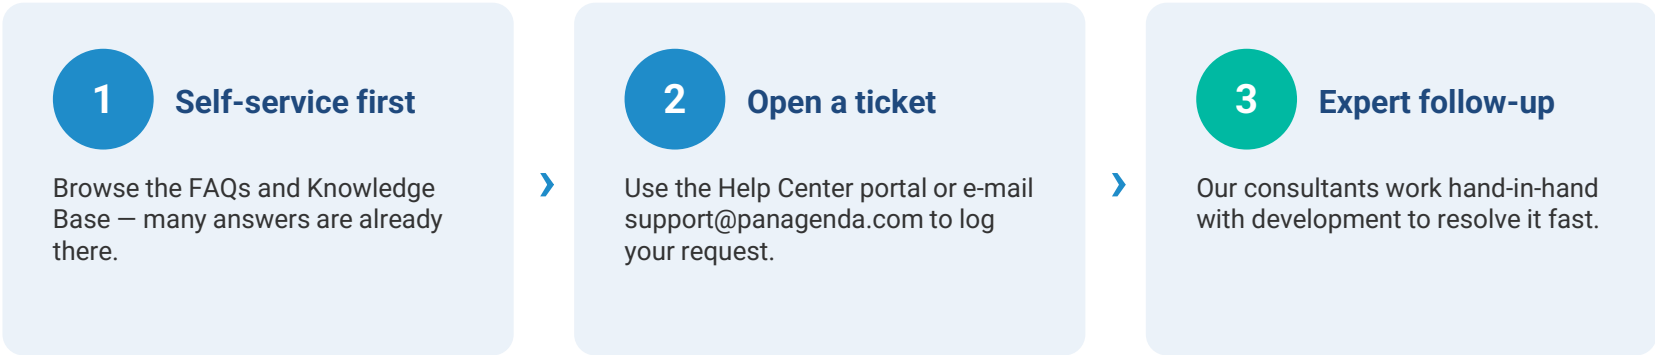 1
Self-service first
Browse the FAQs and Knowledge
Base — many answers are already
there.
›
2
Open a ticket
Use the Help Center portal or e-mail
support@panagenda.com to log
your request.
›
3
Expert follow-up
Our consultants work hand-in-hand
with development to resolve it fast.